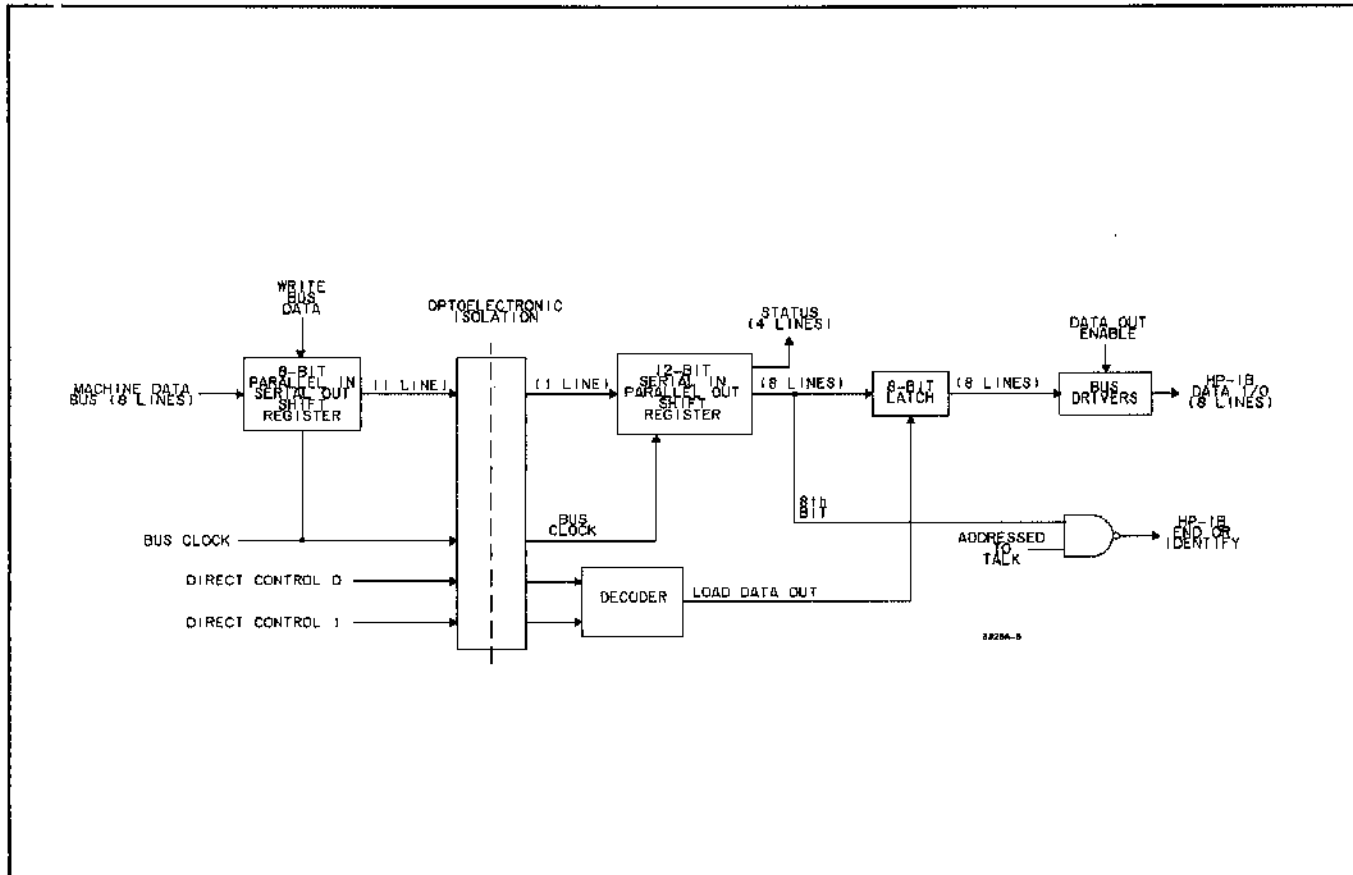 WRITE
BUS
DATA
OPTOELECTRONIC
ISOLATION
STATUS
(4 LINES)
DATA OUT
ENABLE
MACHINE DATA
BUS (8 LINES)
8-BIT
PARALLEL IN
SERIAL OUT
SHIFT
REGISTER
(1 LINE)
(1 LINE)
12-BIT
SERIAL IN
PARALLEL OUT
SHIFT
REGISTER
(8 LINES)
8-BIT
LATCH
(8 LINES)
BUS
DRIVERS
HP-IB
DATA I/O
(8 LINES)
8th
BIT
BUS CLOCK
BUS
CLOCK
ADDRESSED
TO
TALK
HP-IB
END OR
IDENTIFY
DIRECT CONTROL 0
DECODER
LOAD DATA OUT
DIRECT CONTROL 1